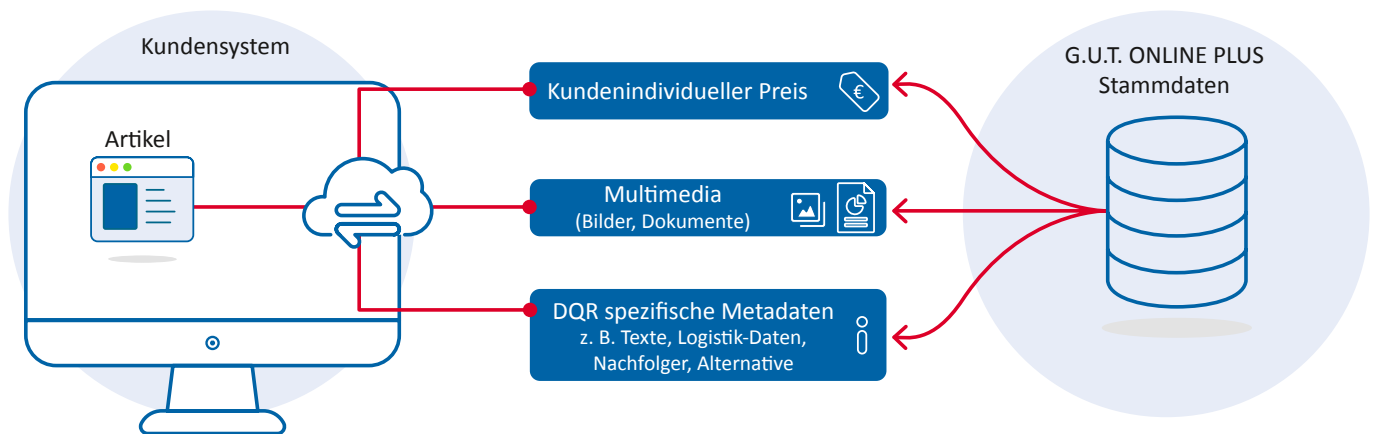 Kundensystem
Artikel
Kundenindividueller Preis
€
Multimedia
(Bilder, Dokumente)
DQR spezifische Metadaten
z. B. Texte, Logistik-Daten,
Nachfolger, Alternative
G.U.T. ONLINE PLUS
Stammdaten